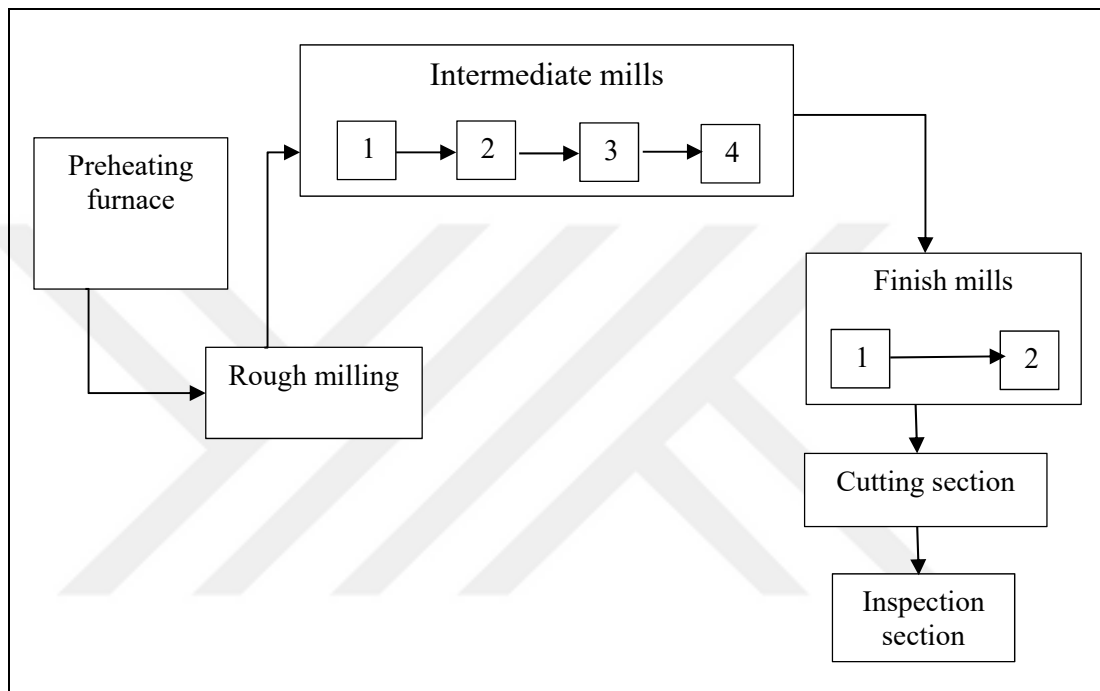 Preheating
furnace
Rough milling
Intermediate mills
1
2
3
4
Finish mills
1
2
Cutting section
Inspection
section